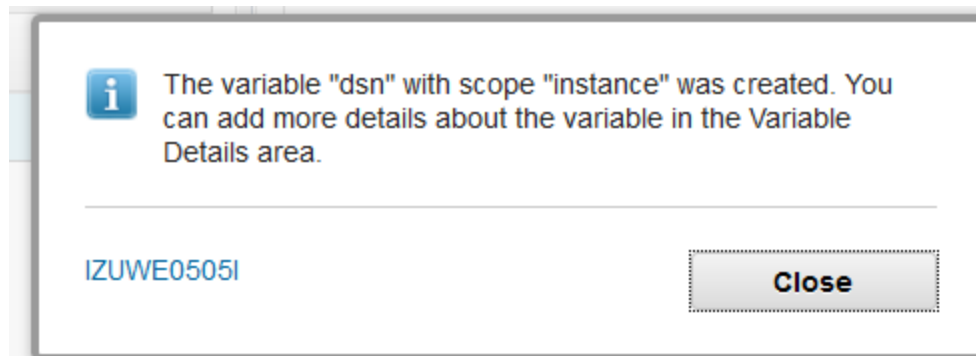 The variable "dsn" with scope "instance" was created. You
can add more details about the variable in the Variable
Details area.
IZUWE0505I
Close